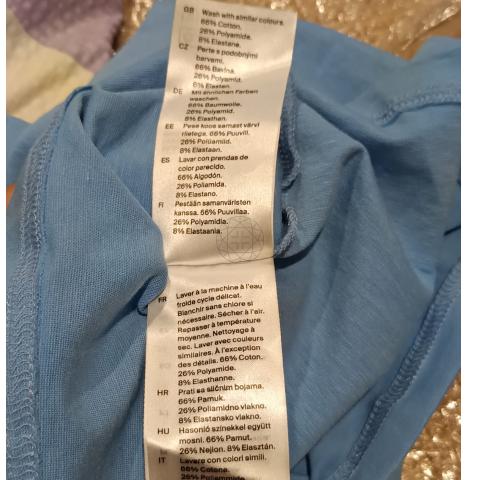 GB Wash with similar colours.
66% Cotton.
26% Polyamide.
8% Elastane.
CZ Perte s podobnými
barvami.
66% Bavlna.
26% Polyamid.
8% Elasten.
DE Mit ähnlichen Farben
waschen.
66% Baumwolle.
26% Polyamid.
8% Elasthan.
EE Pese koos samast värvi
riietega. 66% Puuvill.
26% Poliamiid.
8% Elastaan.
ES Lavar con prendas de
color parecido.
66% Algodón.
26% Poliamida.
8% Elastano.
FI Pestään samanväristen
kanssa. 66% Puuvillaa.
26% Polyamidia.
8% Elastaania.
FR Laver à la machine à l'eau
froide cycle délicat.
Blanchir sans chlore si
nécessaire. Sécher à l'air.
Repasser à température
moyenne. Nettoyage à
sec. Laver avec couleurs
similaires. À l'exception
des détails. 66% Coton.
26% Polyamide.
8% Elasthanne.
HR Prati sa sličnim bojama.
66% Pamuk.
26% Poliamidno vlakno.
8% Elastansko vlakno.
HU Hasonló színekkel együtt
mosni. 66% Pamut.
26% Nejlon. 8% Elasztán.
IT Lavare con colori simili.
66% Cotone.
26% Poliammide.